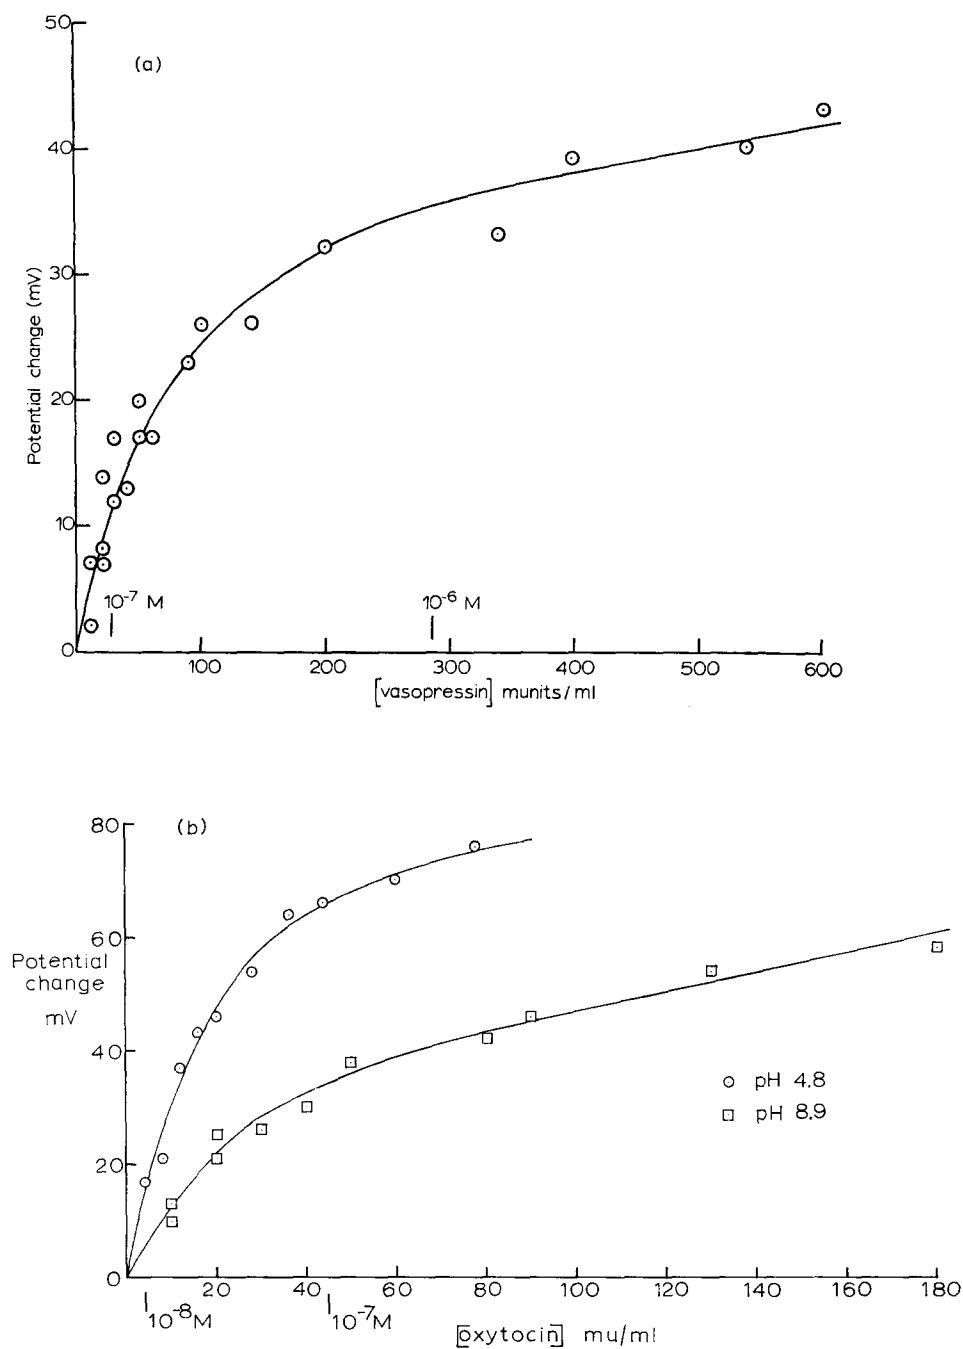 (a)
50
40
30
20
10
0
Potential change (mV)
10⁻⁷ M
10⁻⁶ M
100 200 300 400 500 600
[vasopressin] munits/ml
(b)
80
60
40
20
0
Potential
change
mV
pH 4.8
pH 8.9
20 40 60 80 100 120 140 160 180
10⁻⁸M
10⁻⁷M
[oxytocin] mu/ml